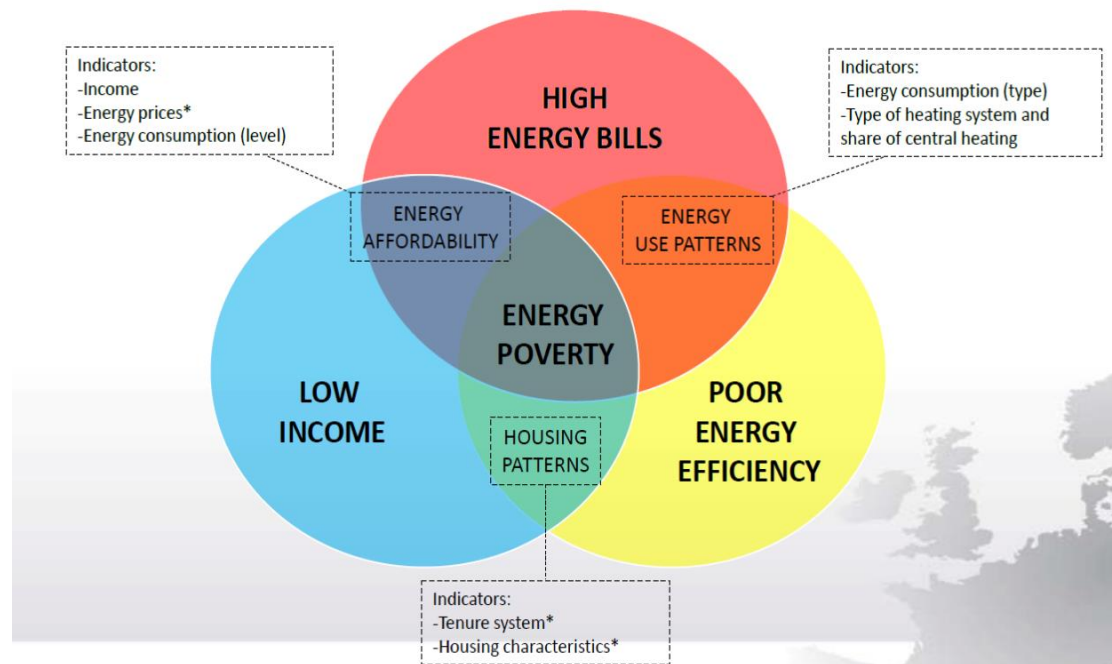 Indicators:
-Income
-Energy prices*
-Energy consumption (level)
HIGH
ENERGY BILLS
Indicators:
-Energy consumption (type)
-Type of heating system and
share of central heating
ENERGY
AFFORDABILITY
ENERGY
USE PATTERNS
ENERGY
POVERTY
LOW
INCOME
POOR
ENERGY
EFFICIENCY
HOUSING
PATTERNS
Indicators:
-Tenure system*
-Housing characteristics*